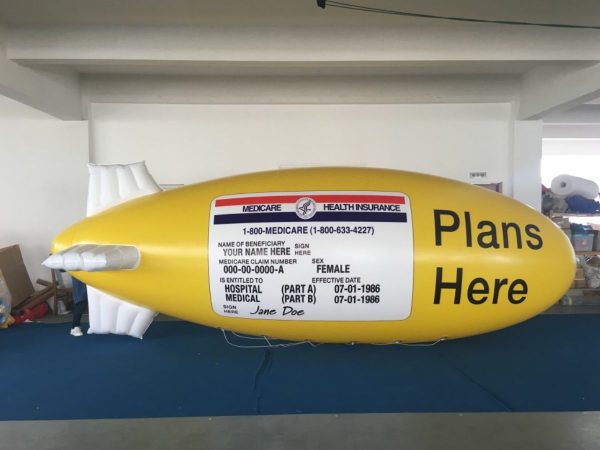 MEDICARE HEALTH INSURANCE
1-800-MEDICARE (1-800-633-4227)
NAME OF BENEFICIARY SIGN HERE
YOUR NAME HERE
MEDICARE CLAIM NUMBER SEX
000-00-0000-A FEMALE
IS ENTITLED TO EFFECTIVE DATE
HOSPITAL (PART A) 07-01-1986
MEDICAL (PART B) 07-01-1986
SIGN HERE Jane Doe
Plans
Here